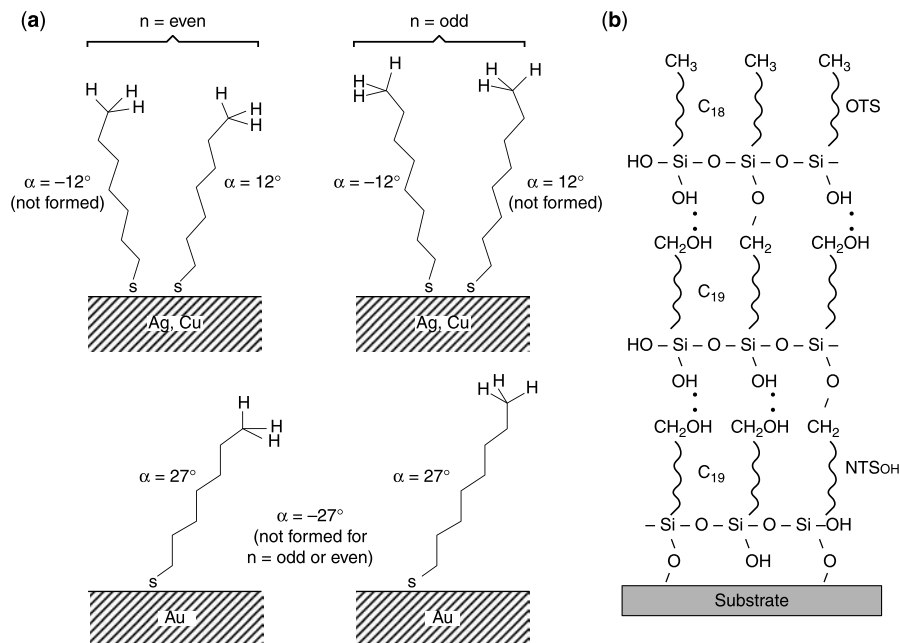 (a)
n = even
n = odd
H H H
H H H
H H H
H H H
α = –12°
(not formed)
α = 12°
α = –12°
α = 12°
(not formed)
s s
s s
Ag, Cu
Ag, Cu
H H H
H H H
α = 27°
α = 27°
α = –27°
(not formed for
n = odd or even)
s
s
Au
Au
(b)
CH3 CH3 CH3
C18 OTS
HO – Si – O – Si – O – Si –
OH O OH
CH2OH CH2 CH2OH
C19
HO – Si – O – Si – O – Si –
OH OH O
CH2OH CH2OH CH2
C19 NTSOH
– Si – O – Si – O – Si –OH
O OH O
Substrate